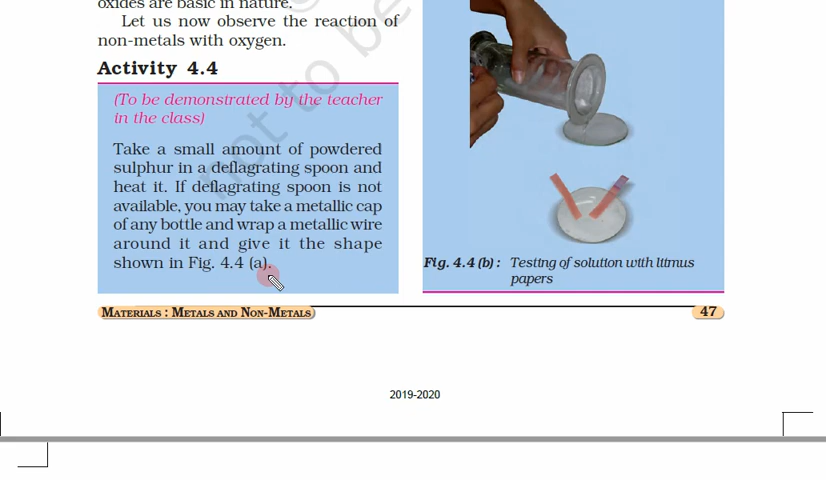 oxides are basic in nature.
Let us now observe the reaction of
non-metals with oxygen.
Activity 4.4
(To be demonstrated by the teacher
in the class)
Take a small amount of powdered
sulphur in a deflagrating spoon and
heat it. If deflagrating spoon is not
available, you may take a metallic cap
of any bottle and wrap a metallic wire
around it and give it the shape
shown in Fig. 4.4 (a).
Fig. 4.4 (b) : Testing of solution with litmus
papers
MATERIALS : METALS AND NON-METALS
47
2019-2020
not to be